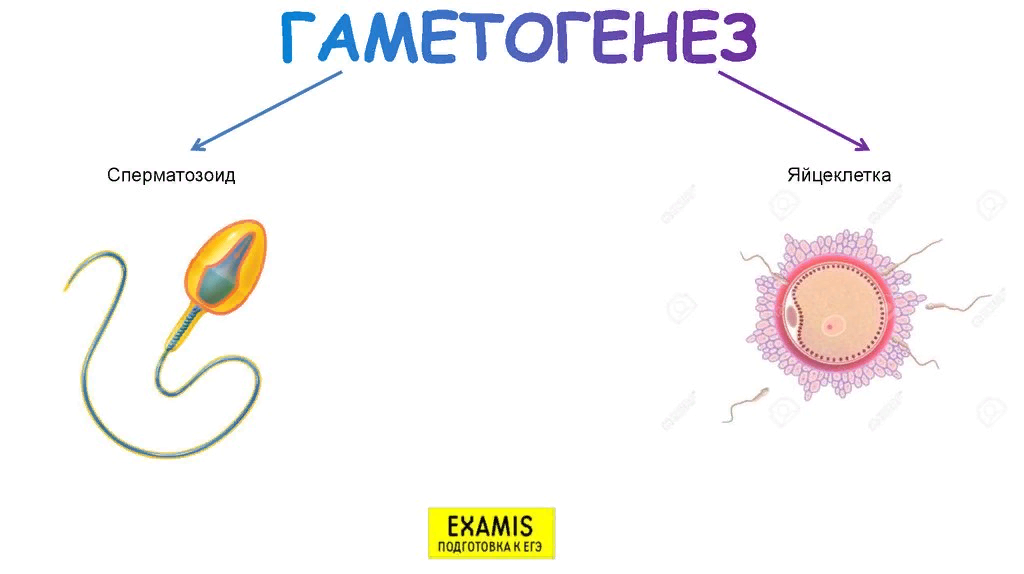 ГАМЕТОГЕНЕЗ
Сперматозоид
Яйцеклетка
EXAMIS
ПОДГОТОВКА К ЕГЭ